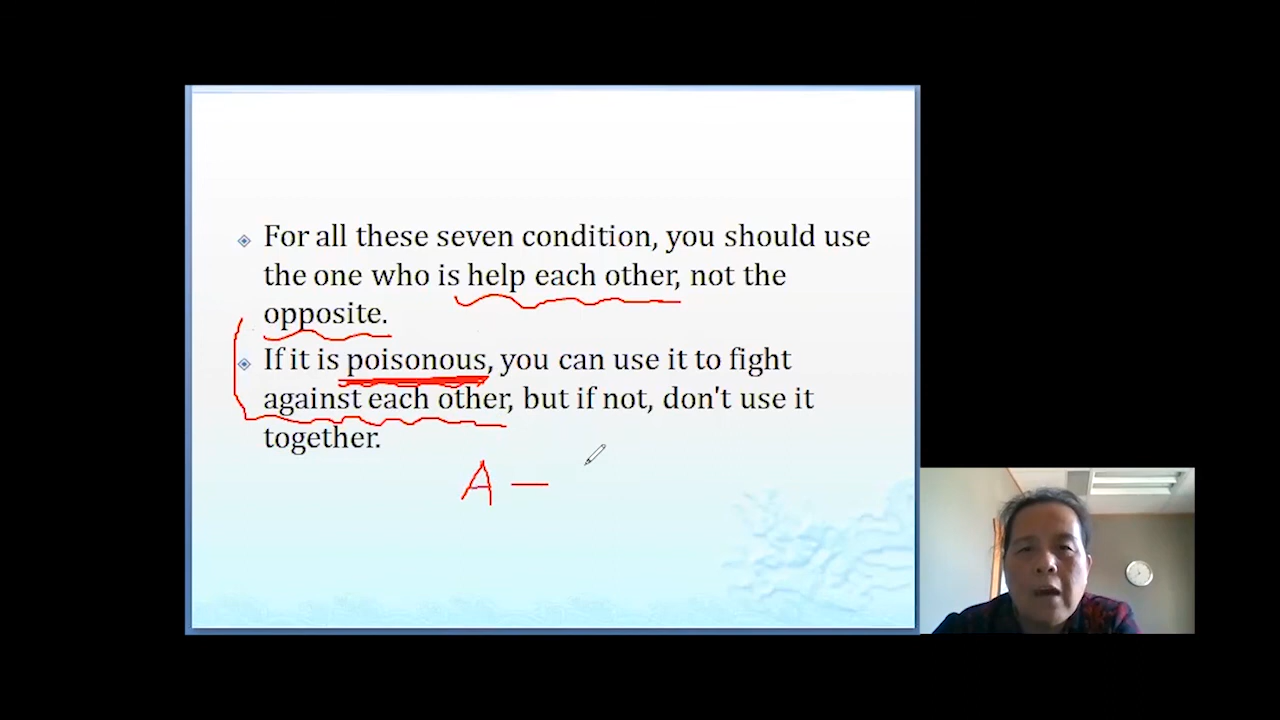 For all these seven condition, you should use
the one who is help each other, not the
opposite.
If it is poisonous, you can use it to fight
against each other, but if not, don't use it
together.
A —